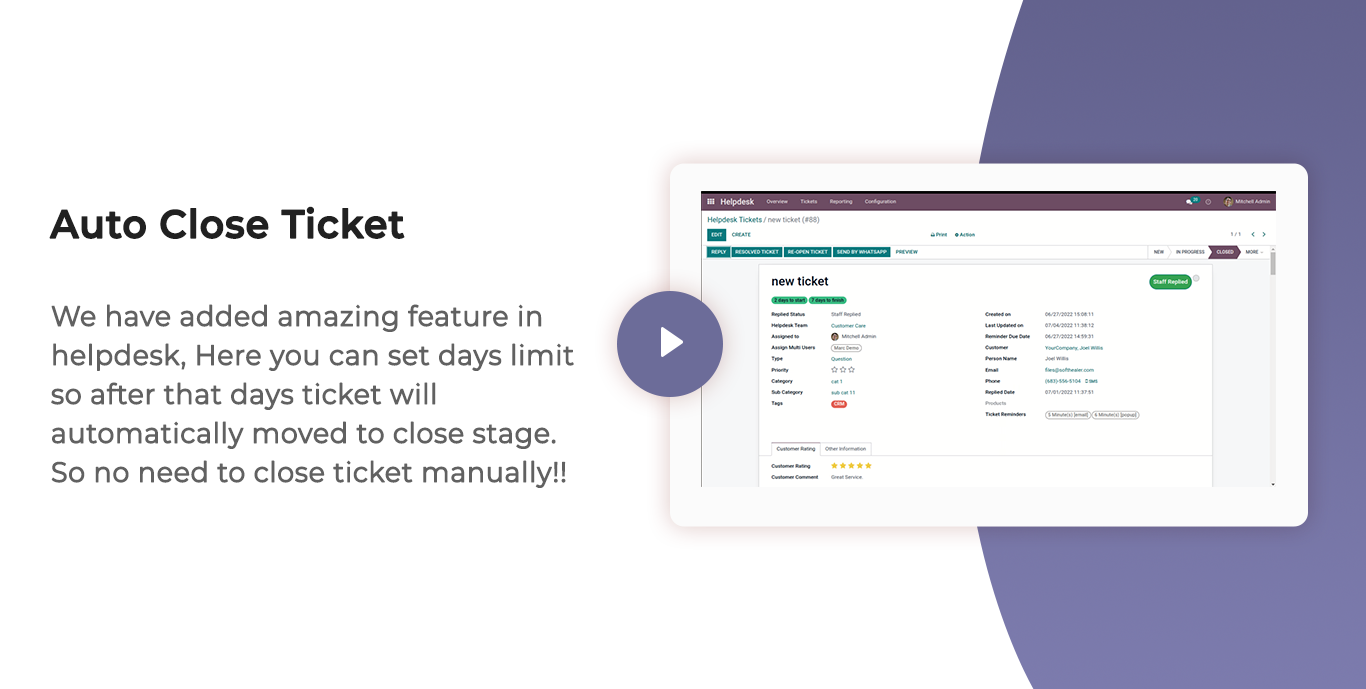 Auto Close Ticket
We have added amazing feature in
helpdesk, Here you can set days limit
so after that days ticket will
automatically moved to close stage.
So no need to close ticket manually!!
Helpdesk Overview Tickets Reporting Configuration 20 Mitchell Admin
Helpdesk Tickets / new ticket (#88)
EDIT CREATE Print Action 1 / 1
REPLY RESOLVED TICKET RE-OPEN TICKET SEND BY WHATSAPP PREVIEW NEW IN PROGRESS CLOSED MORE
new ticket Staff Replied
2 days to start 7 days to finish
Replied Status Staff Replied Created on 06/27/2022 15:08:11
Helpdesk Team Customer Care Last Updated on 07/04/2022 11:38:12
Assigned to Mitchell Admin Reminder Due Date 06/27/2022 14:59:31
Assign Multi Users Marc Demo Customer YourCompany, Joel Willis
Type Question Person Name Joel Willis
Priority Email files@softhealer.com
Category cat 1 Phone (683)-556-5104 SMS
Sub Category sub cat 11 Replied Date 07/01/2022 11:37:51
Tags CRM Products
Ticket Reminders 5 Minute(s) [email] 6 Minute(s) [popup]
Customer Rating Other Information
Customer Rating
Customer Comment Great Service